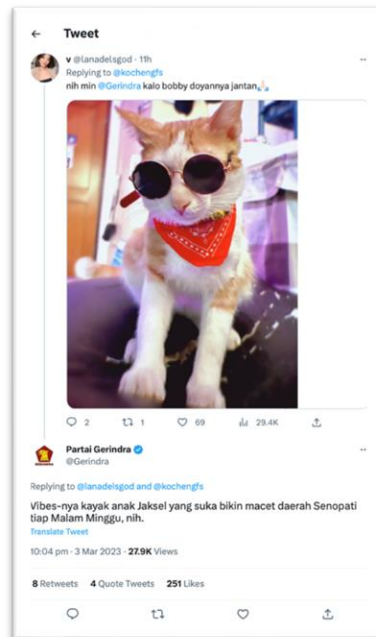 Tweet
v @lanadelsgod · 11h
Replying to @kochengfs
nih min @Gerindra kalo bobby doyannya jantan🙏🏻
2 1 69 29.4K
Partai Gerindra
@Gerindra
Replying to @lanadelsgod and @kochengfs
Vibes-nya kayak anak Jaksel yang suka bikin macet daerah Senopati
tiap Malam Minggu, nih.
Translate Tweet
10:04 pm · 3 Mar 2023 · 27.9K Views
8 Retweets 4 Quote Tweets 251 Likes